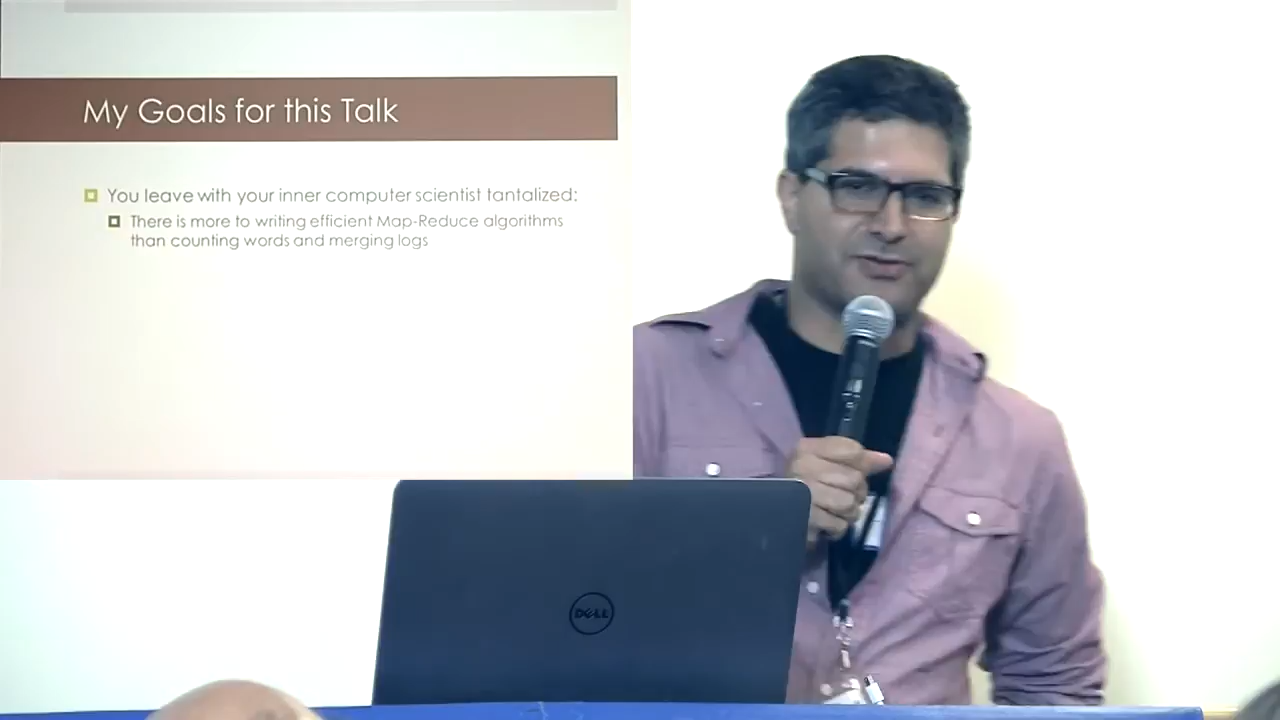 My Goals for this Talk
You leave with your inner computer scientist tantalized:
There is more to writing efficient Map-Reduce algorithms
than counting words and merging logs
DELL